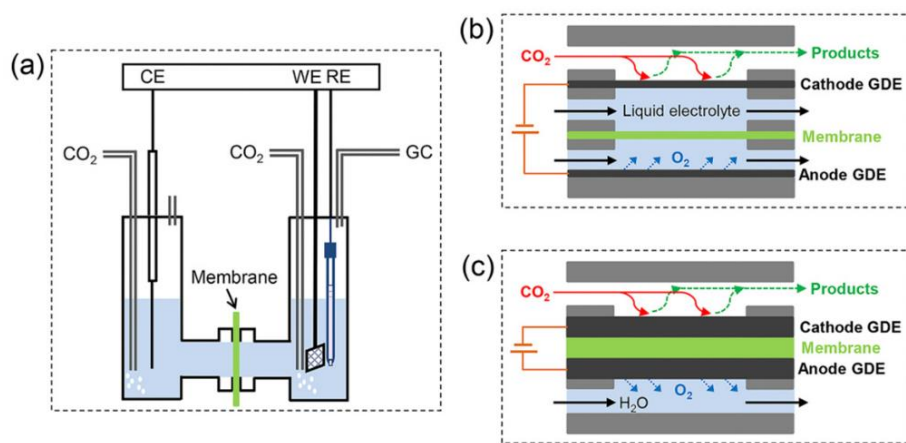 (a)
CE
WE RE
CO2
CO2
GC
Membrane
(b)
CO2
Products
Cathode GDE
Liquid electrolyte
Membrane
O2
Anode GDE
(c)
CO2
Products
Cathode GDE
Membrane
Anode GDE
O2
H2O